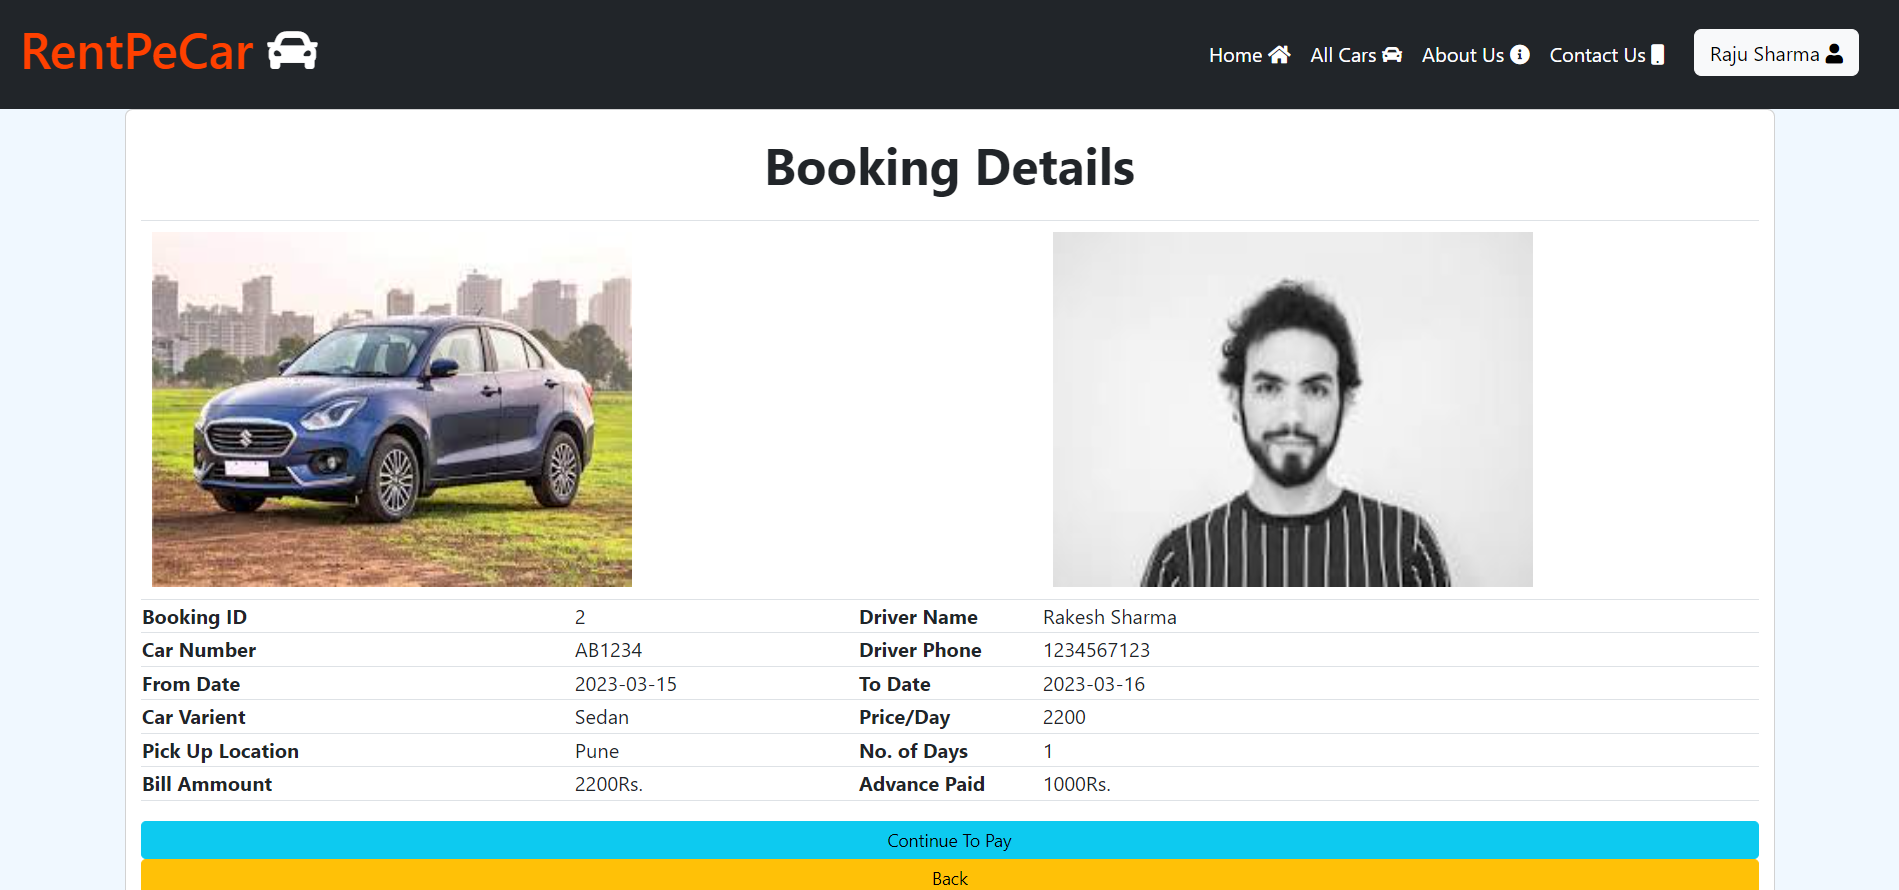 RentPeCar
Home
All Cars
About Us
Contact Us
Raju Sharma
Booking Details
Booking ID 2 Driver Name Rakesh Sharma
Car Number AB1234 Driver Phone 1234567123
From Date 2023-03-15 To Date 2023-03-16
Car Varient Sedan Price/Day 2200
Pick Up Location Pune No. of Days 1
Bill Ammount 2200Rs. Advance Paid 1000Rs.
Continue To Pay
Back